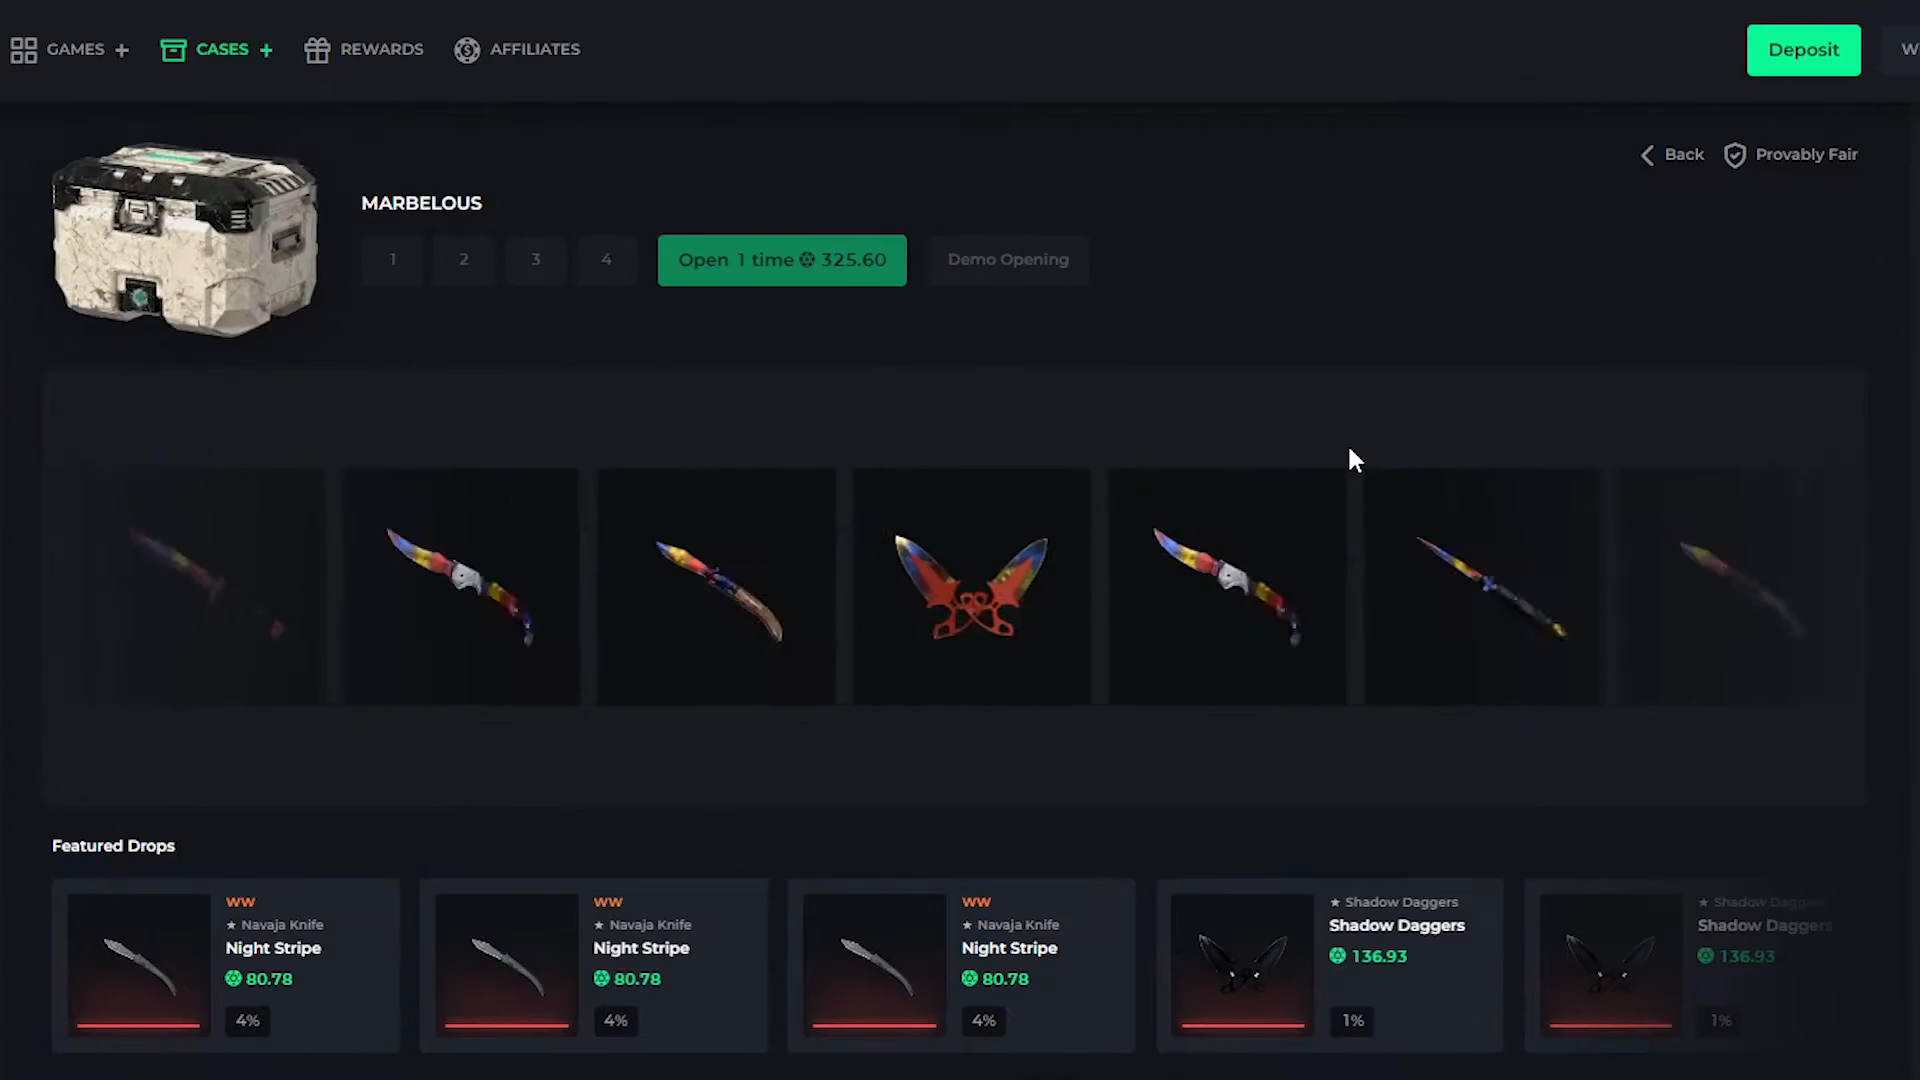 GAMES +
CASES +
REWARDS
AFFILIATES
Deposit
W
Back
Provably Fair
MARBELOUS
1
2
3
4
Open 1 time 325.60
Demo Opening
Featured Drops
WW
★ Navaja Knife
Night Stripe
80.78
4%
WW
★ Navaja Knife
Night Stripe
80.78
4%
WW
★ Navaja Knife
Night Stripe
80.78
4%
★ Shadow Daggers
Shadow Daggers
136.93
1%
★ Shadow Daggers
Shadow Daggers
136.93
1%